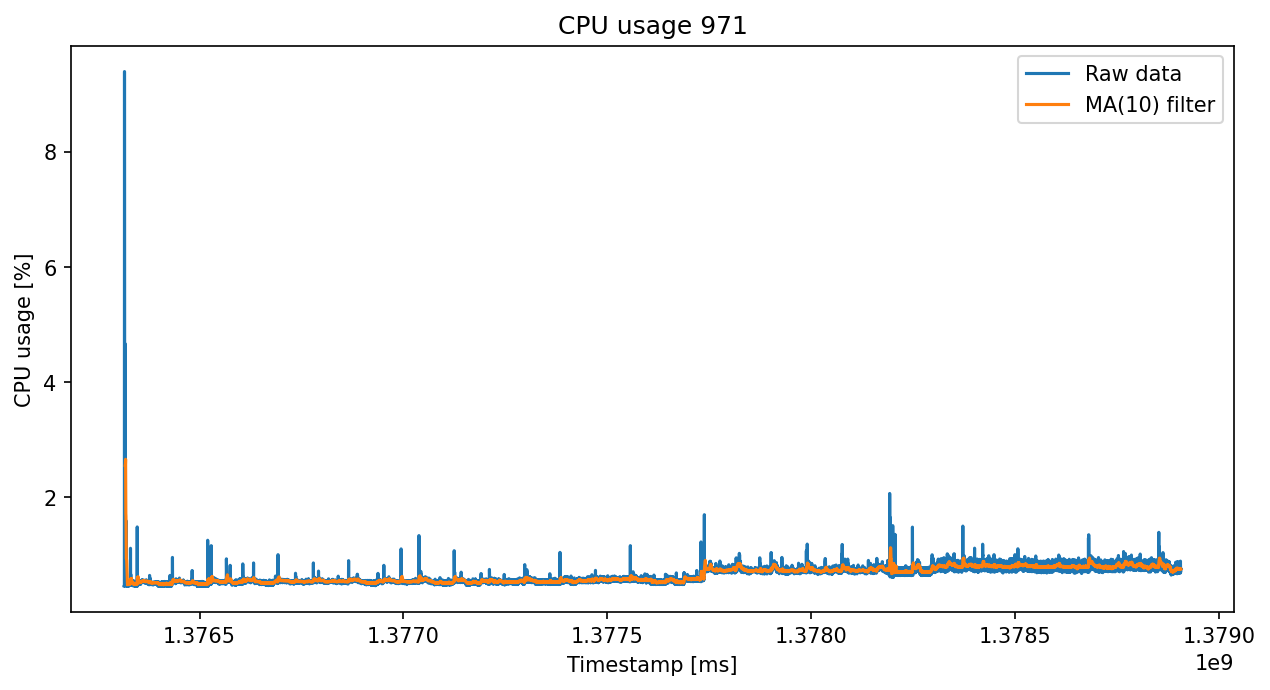 CPU usage 971
Raw data
MA(10) filter
CPU usage [%]
8
6
4
2
1.3765 1.3770 1.3775 1.3780 1.3785 1.3790
1e9
Timestamp [ms]